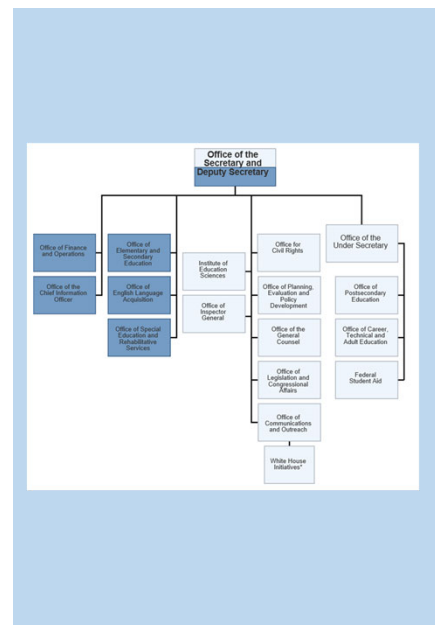 Office of the
Secretary and
Deputy Secretary
Office of Finance
and Operations
Office of the
Chief Information
Officer
Office of
Elementary and
Secondary
Education
Office of
English Language
Acquisition
Office of Special
Education and
Rehabilitative
Services
Institute of
Education
Sciences
Office of
Inspector
General
Office for
Civil Rights
Office of Planning,
Evaluation and
Policy
Development
Office of the
General
Counsel
Office of
Legislation and
Congressional
Affairs
Office of
Communications
and Outreach
White House
Initiatives*
Office of the
Under Secretary
Office of
Postsecondary
Education
Office of Career,
Technical and
Adult Education
Federal
Student Aid